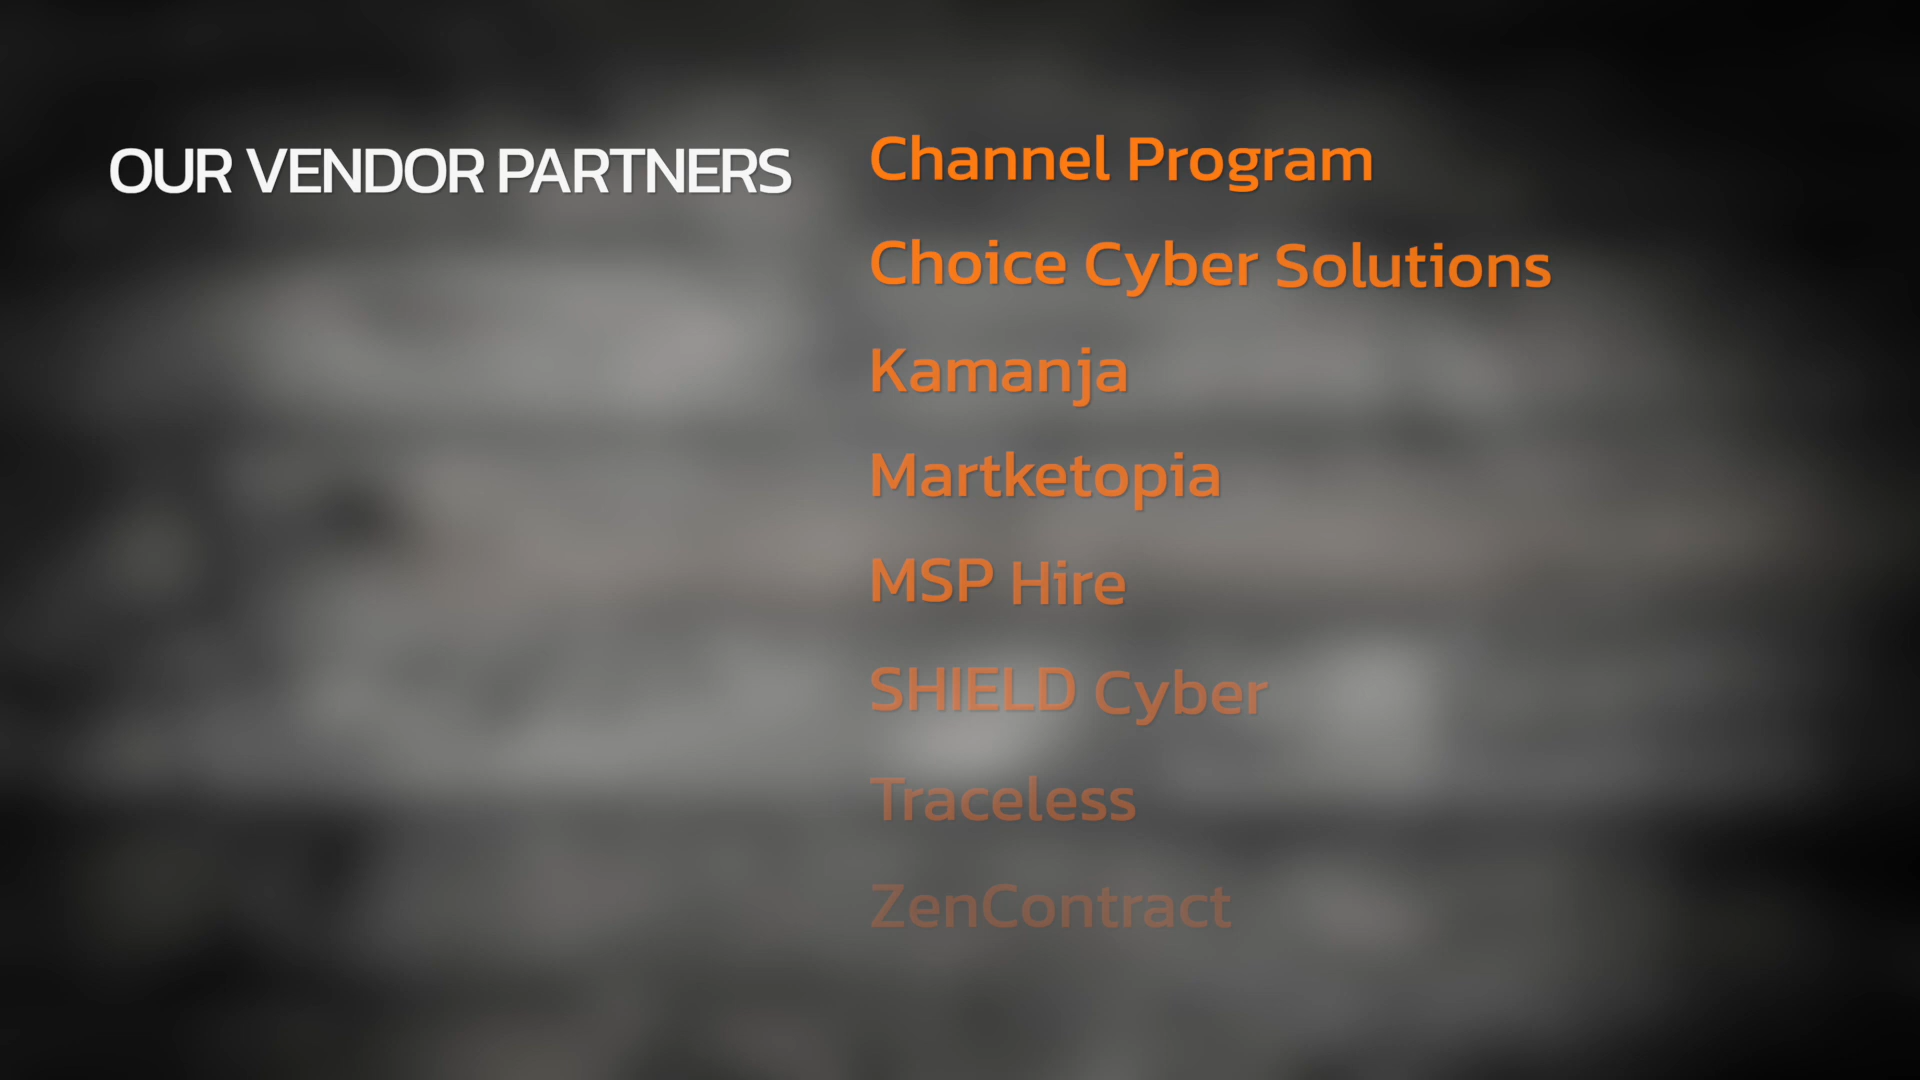 OUR VENDOR PARTNERS
Channel Program
Choice Cyber Solutions
Kamanja
Martketopia
MSP Hire
SHIELD Cyber
Traceless
ZenContract